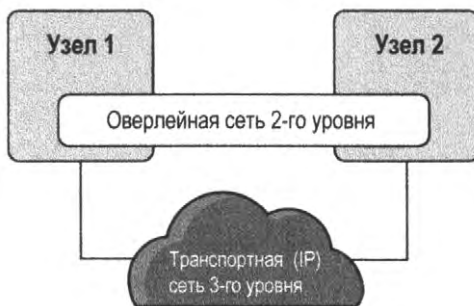 Узел 1
Узел 2
Оверлейная сеть 2-го уровня
Транспортная (IP)
сеть 3-го уровня